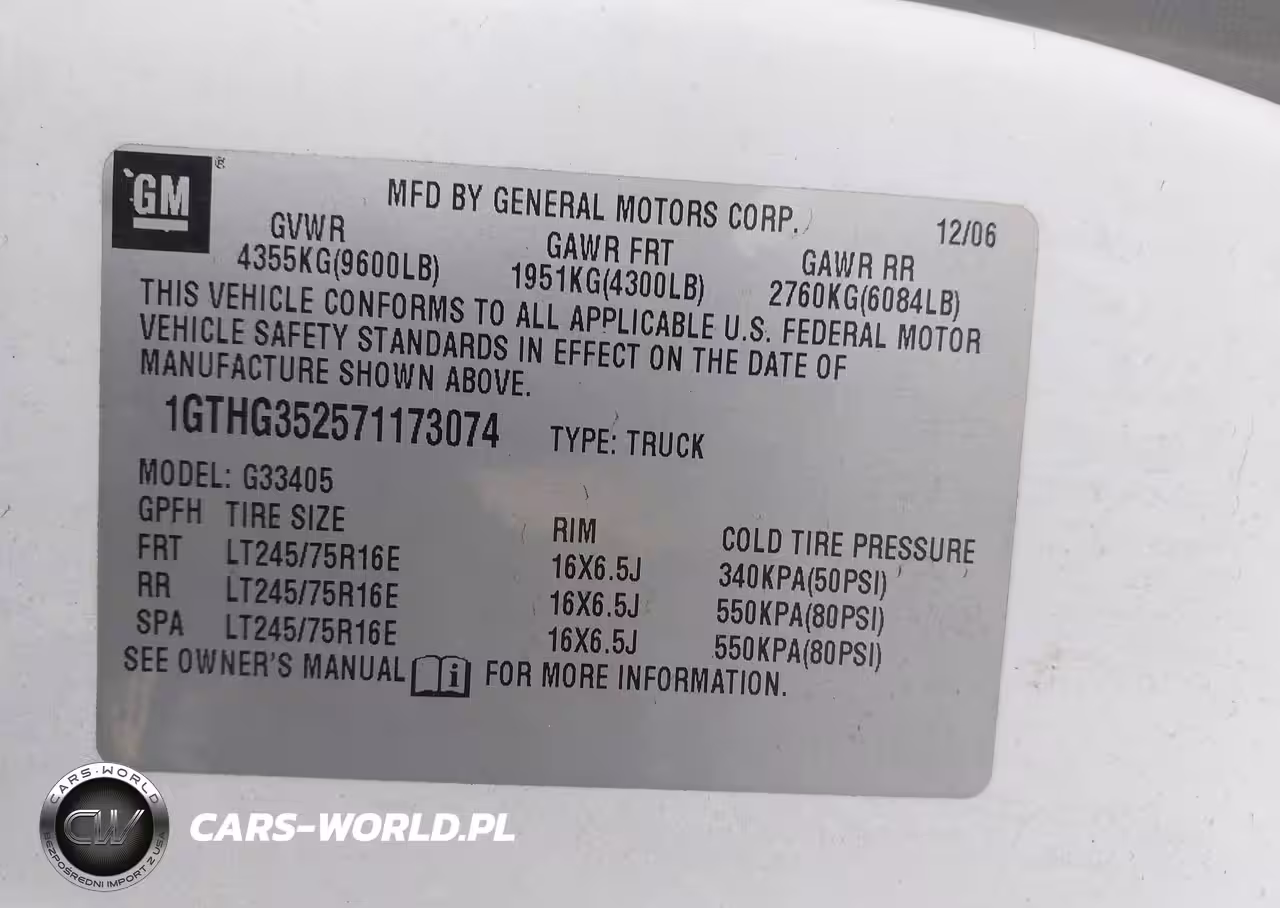 GM ®
MFD BY GENERAL MOTORS CORP. 12/06
GVWR GAWR FRT GAWR RR
4355KG(9600LB) 1951KG(4300LB) 2760KG(6084LB)
THIS VEHICLE CONFORMS TO ALL APPLICABLE U.S. FEDERAL MOTOR
VEHICLE SAFETY STANDARDS IN EFFECT ON THE DATE OF
MANUFACTURE SHOWN ABOVE.
1GTHG352571173074 TYPE: TRUCK
MODEL: G33405
GPFH TIRE SIZE RIM COLD TIRE PRESSURE
FRT LT245/75R16E 16X6.5J 340KPA(50PSI)
RR LT245/75R16E 16X6.5J 550KPA(80PSI)
SPA LT245/75R16E 16X6.5J 550KPA(80PSI)
SEE OWNER'S MANUAL i FOR MORE INFORMATION.
CARS-WORLD
CW
BEZPOŚREDNI IMPORT Z USA
CARS-WORLD.PL